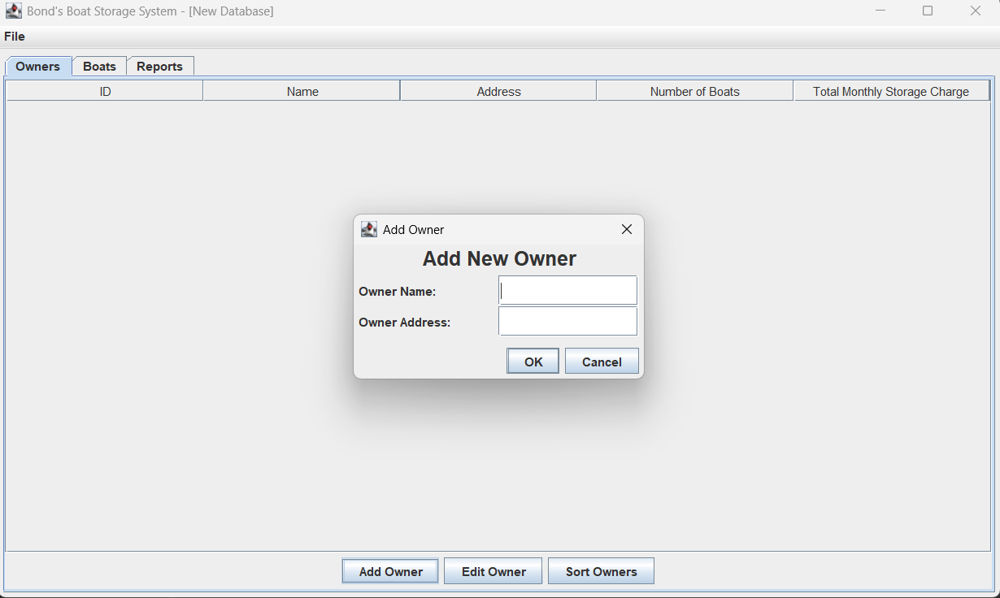 Bond's Boat Storage System - [New Database]
File
Owners Boats Reports
ID Name Address Number of Boats Total Monthly Storage Charge
Add Owner
Add New Owner
Owner Name:
Owner Address:
OK Cancel
Add Owner Edit Owner Sort Owners